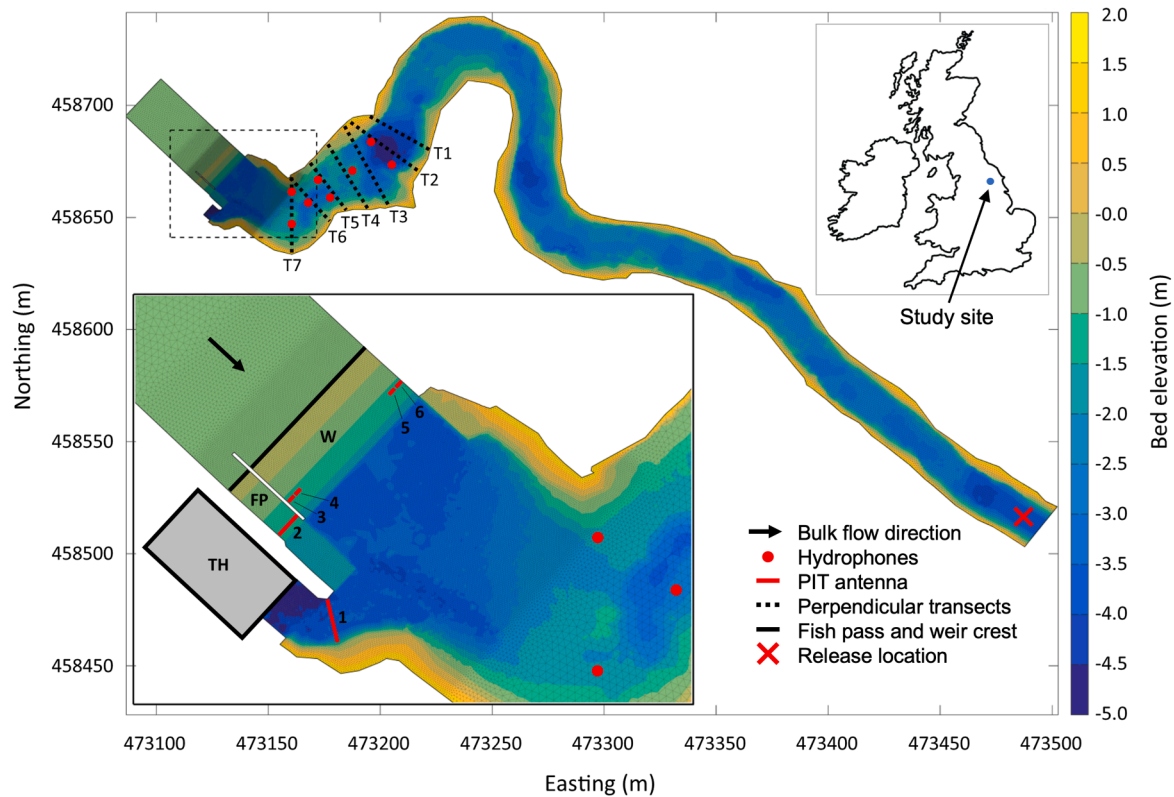 2.0
1.5
1.0
0.5
-0.0
-0.5
-1.0
-1.5
-2.0
-2.5
-3.0
-3.5
-4.0
-4.5
-5.0
Bed elevation (m)
458700
458650
458600
458550
458500
458450
Northing (m)
T1
T2
T3
T4
T5
T6
T7
Study site
W
FP
TH
1
2
3
4
5
6
Bulk flow direction
Hydrophones
PIT antenna
Perpendicular transects
Fish pass and weir crest
Release location
473100
473150
473200
473250
473300
473350
473400
473450
473500
Easting (m)